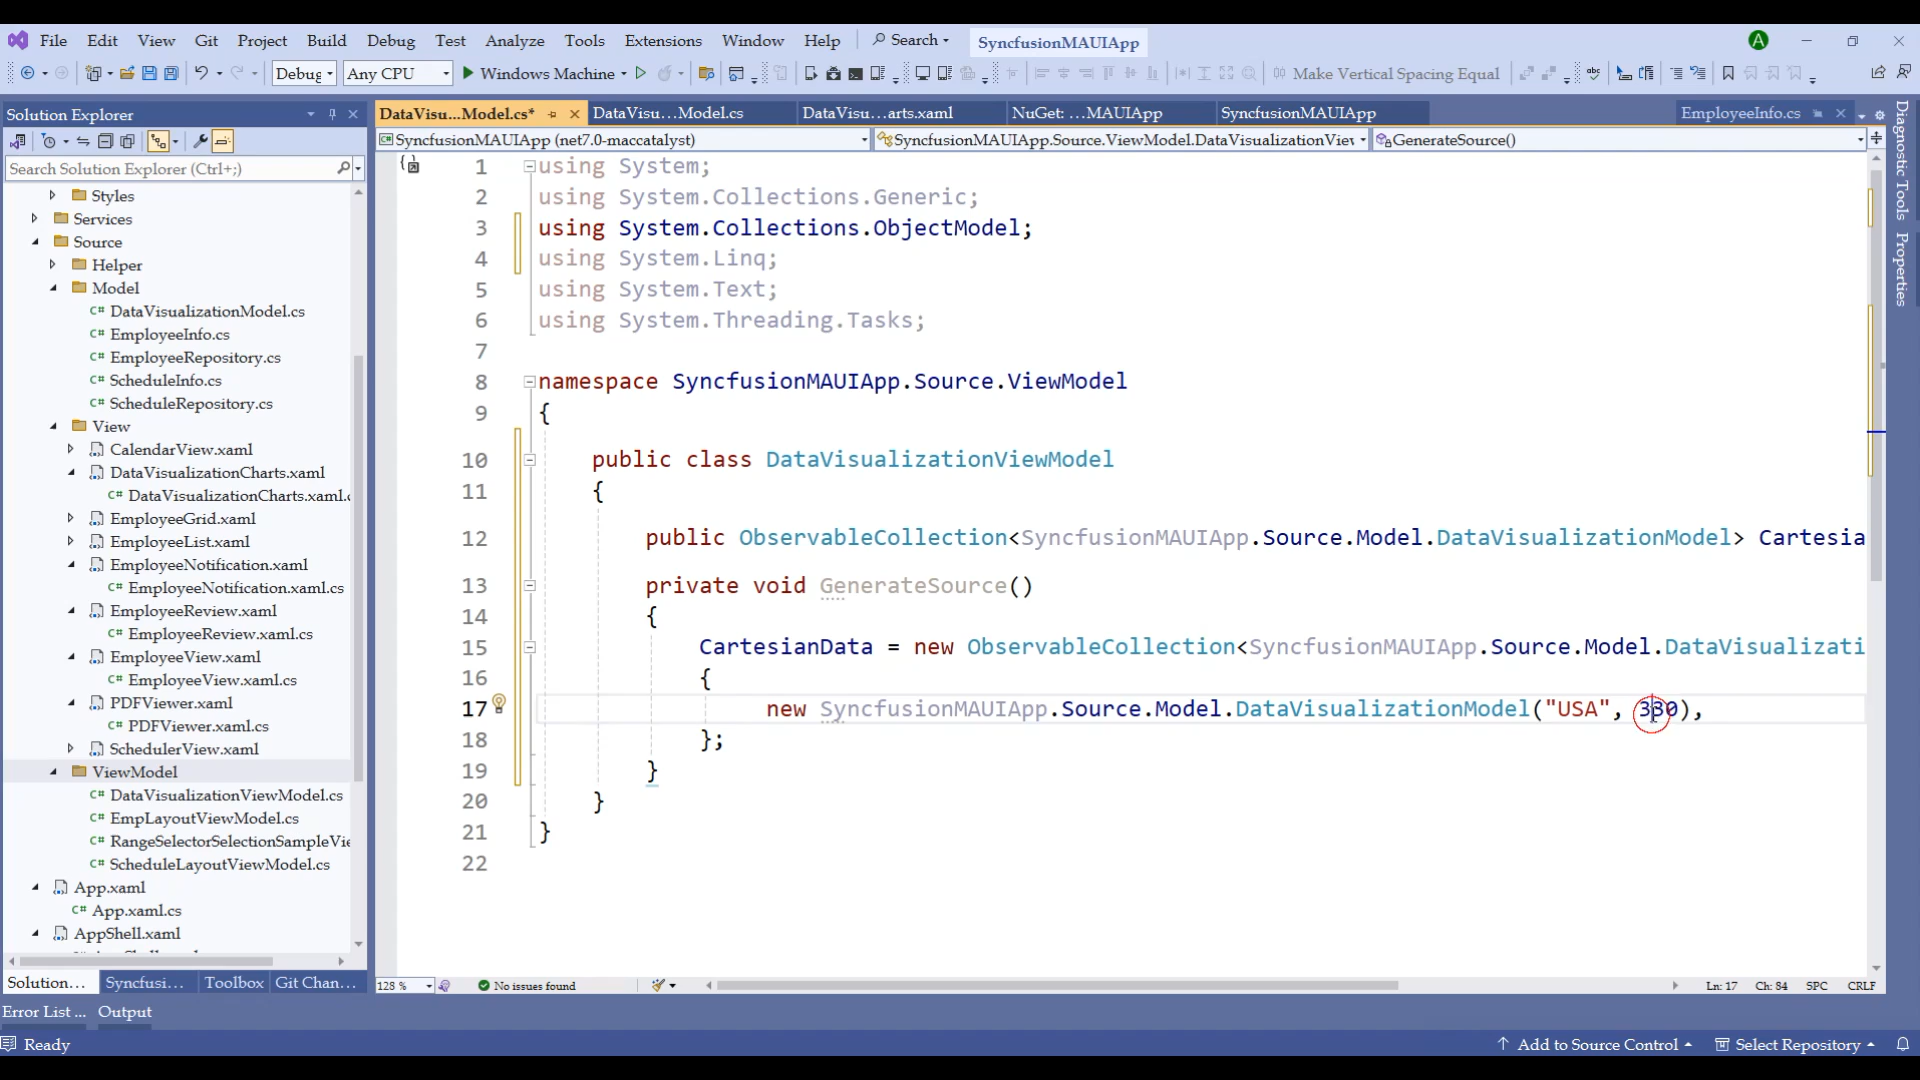 File Edit View Git Project Build Debug Test Analyze Tools Extensions Window Help Search SyncfusionMAUIApp A
Debug Any CPU Windows Machine Make Vertical Spacing Equal
Solution Explorer
Search Solution Explorer (Ctrl+;)
Styles
Services
Source
Helper
Model
C# DataVisualizationModel.cs
C# EmployeeInfo.cs
C# EmployeeRepository.cs
C# ScheduleInfo.cs
C# ScheduleRepository.cs
View
CalendarView.xaml
DataVisualizationCharts.xaml
C# DataVisualizationCharts.xaml.c
EmployeeGrid.xaml
EmployeeList.xaml
EmployeeNotification.xaml
C# EmployeeNotification.xaml.cs
EmployeeReview.xaml
C# EmployeeReview.xaml.cs
EmployeeView.xaml
C# EmployeeView.xaml.cs
PDFViewer.xaml
C# PDFViewer.xaml.cs
SchedulerView.xaml
ViewModel
C# DataVisualizationViewModel.cs
C# EmpLayoutViewModel.cs
C# RangeSelectorSelectionSampleVie
C# ScheduleLayoutViewModel.cs
App.xaml
C# App.xaml.cs
AppShell.xaml
Solution... Syncfusi... Toolbox Git Chan...
DataVisu...Model.cs* DataVisu...Model.cs DataVisu...arts.xaml NuGet: ...MAUIApp SyncfusionMAUIApp EmployeeInfo.cs
SyncfusionMAUIApp (net7.0-maccatalyst) SyncfusionMAUIApp.Source.ViewModel.DataVisualizationView GenerateSource()
1 using System;
2 using System.Collections.Generic;
3 using System.Collections.ObjectModel;
4 using System.Linq;
5 using System.Text;
6 using System.Threading.Tasks;
7
8 namespace SyncfusionMAUIApp.Source.ViewModel
9 {
10 public class DataVisualizationViewModel
11 {
12 public ObservableCollection<SyncfusionMAUIApp.Source.Model.DataVisualizationModel> Cartesia
13 private void GenerateSource()
14 {
15 CartesianData = new ObservableCollection<SyncfusionMAUIApp.Source.Model.DataVisualizati
16 {
17 new SyncfusionMAUIApp.Source.Model.DataVisualizationModel("USA", 330),
18 };
19 }
20 }
21 }
22
128 % No issues found Ln: 17 Ch: 84 SPC CRLF
Diagnostic Tools
Properties
Error List ... Output
Ready Add to Source Control Select Repository